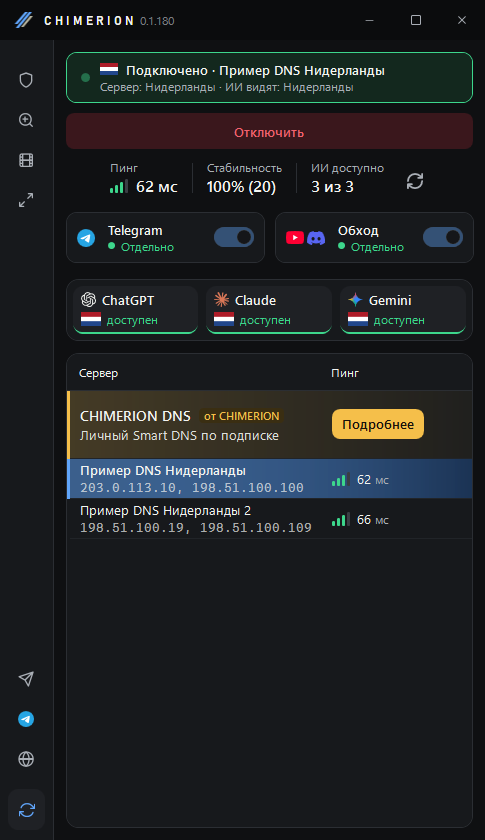 CHIMERION 0.1.180
Подключено · Пример DNS Нидерланды
Сервер: Нидерланды · ИИ видят: Нидерланды
Отключить
Пинг
62 мс
Стабильность
100% (20)
ИИ доступно
3 из 3
Telegram
Отдельно
Обход
Отдельно
ChatGPT
доступен
Claude
доступен
Gemini
доступен
Сервер Пинг
CHIMERION DNS от CHIMERION
Личный Smart DNS по подписке
Подробнее
Пример DNS Нидерланды
203.0.113.10, 198.51.100.100
62 мс
Пример DNS Нидерланды 2
198.51.100.19, 198.51.100.109
66 мс